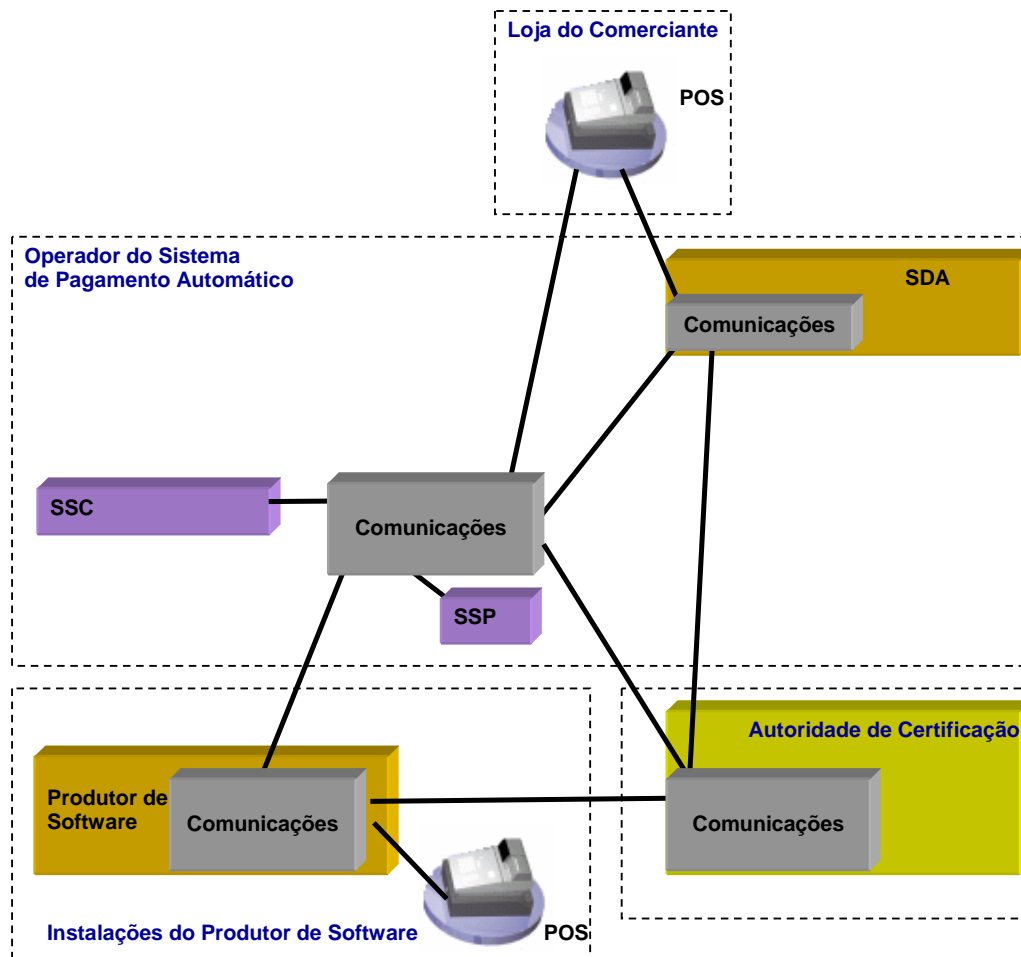 Loja do Comerciante
POS
Operador do Sistema
de Pagamento Automático
SDA
Comunicações
SSC
Comunicações
SSP
Autoridade de Certificação
Produtor de
Software
Comunicações
Comunicações
Instalações do Produtor de Software
POS